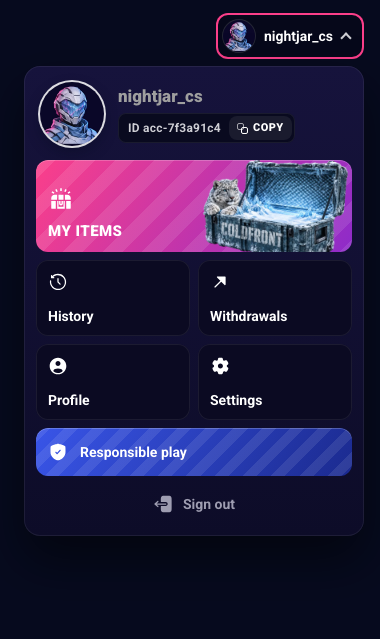 nightjar_cs
nightjar_cs
ID acc-7f3a91c4 COPY
COLDFRONT
MY ITEMS
History
Withdrawals
Profile
Settings
Responsible play
Sign out